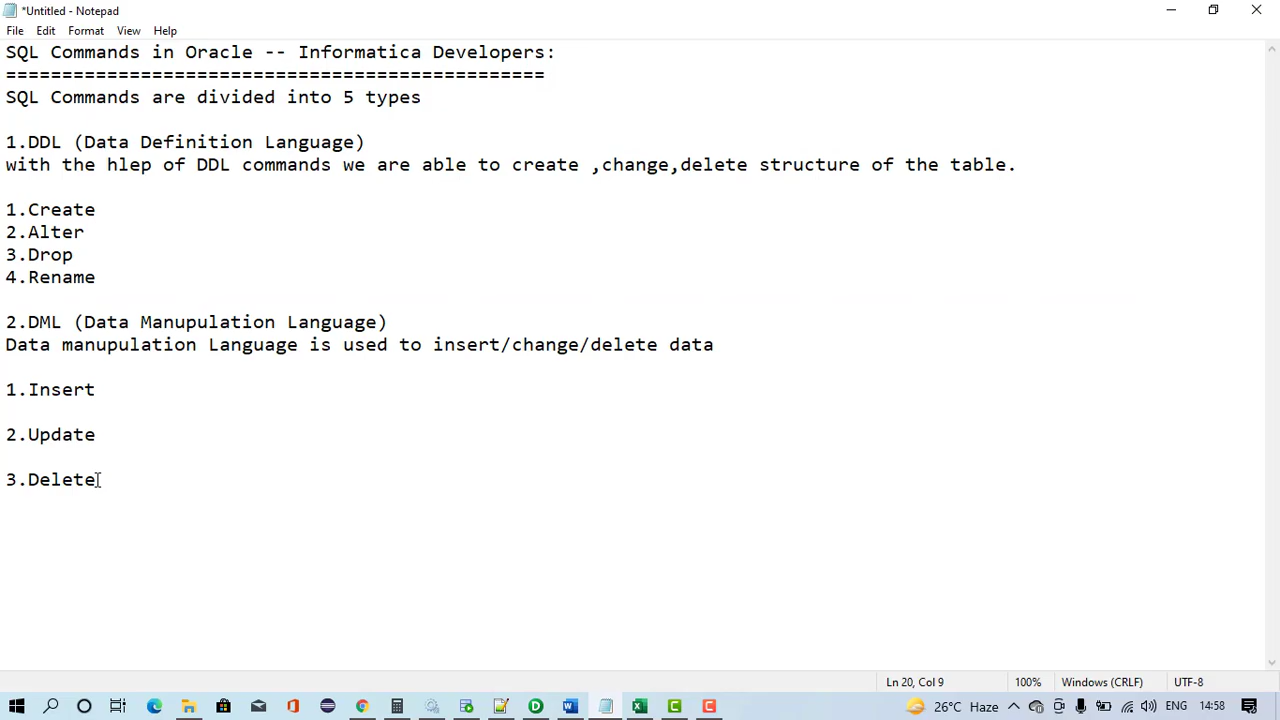 *Untitled - Notepad
File Edit Format View Help
SQL Commands in Oracle -- Informatica Developers:
================================================
SQL Commands are divided into 5 types
1.DDL (Data Definition Language)
with the hlep of DDL commands we are able to create ,change,delete structure of the table.
1.Create
2.Alter
3.Drop
4.Rename
2.DML (Data Manupulation Language)
Data manupulation Language is used to insert/change/delete data
1.Insert
2.Update
3.Delete
Ln 20, Col 9 100% Windows (CRLF) UTF-8
26°C Haze ENG 14:58